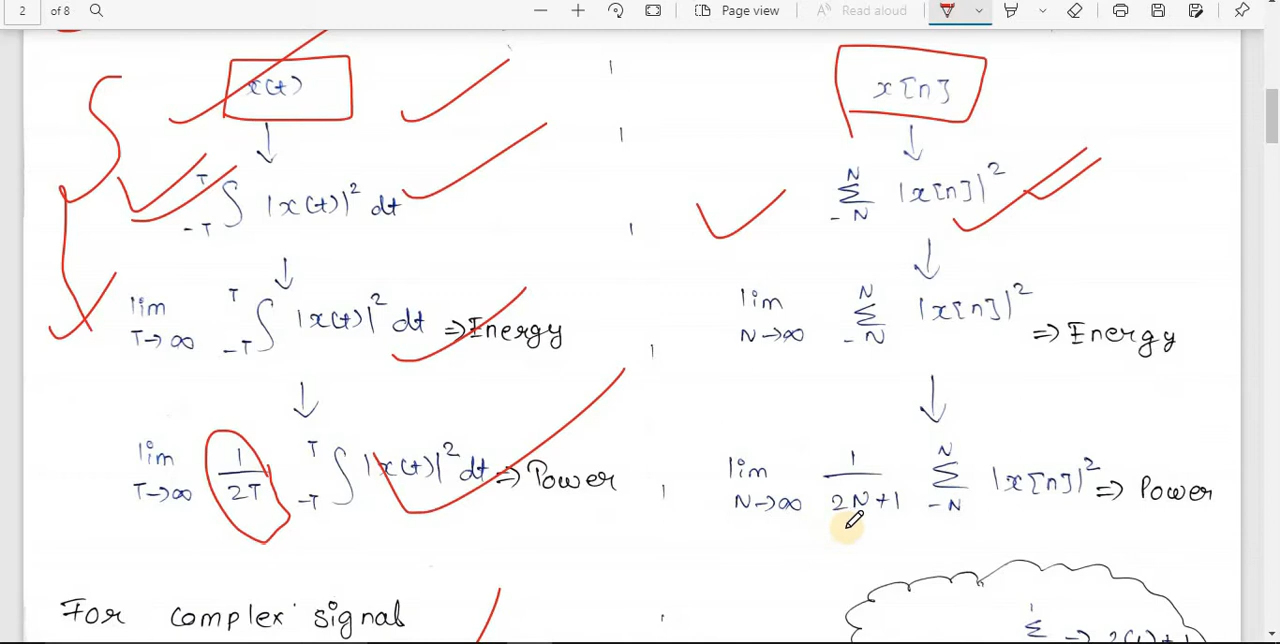 2 of 8 Page view Read aloud
x(t)
x[n]
T∫-T |x(t)|² dt
N∑-N |x[n]|²
lim T→∞ T∫-T |x(t)|² dt ⇒ Energy
lim N→∞ N∑-N |x[n]|² ⇒ Energy
lim T→∞ 1/2T T∫-T |x(t)|² dt ⇒ Power
lim N→∞ 1/2N+1 N∑-N |x[n]|² ⇒ Power
For complex signal